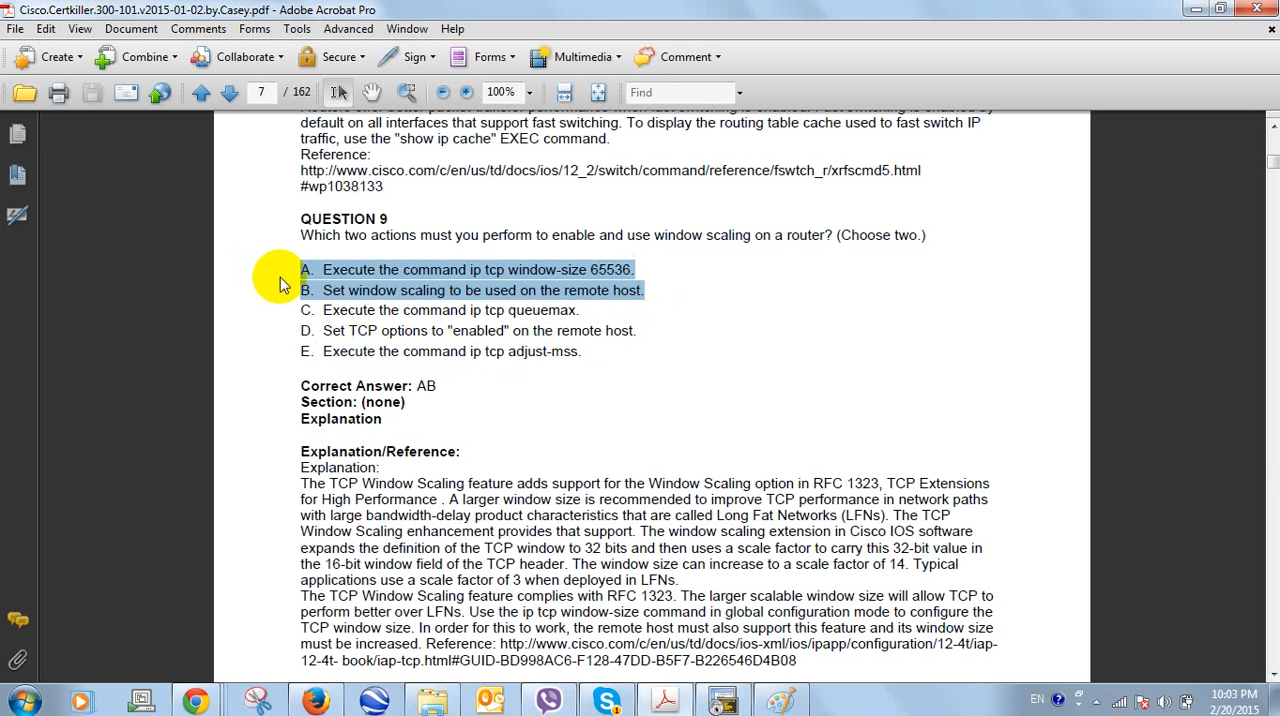 Cisco.Certkiller.300-101.v2015-01-02.by.Casey.pdf - Adobe Acrobat Pro
File Edit View Document Comments Forms Tools Advanced Window Help
Create Combine Collaborate Secure Sign Forms Multimedia Comment
7 / 162 100% Find
default on all interfaces that support fast switching. To display the routing table cache used to fast switch IP
traffic, use the "show ip cache" EXEC command.
Reference:
http://www.cisco.com/c/en/us/td/docs/ios/12_2/switch/command/reference/fswtch_r/xrfscmd5.html
#wp1038133
QUESTION 9
Which two actions must you perform to enable and use window scaling on a router? (Choose two.)
A. Execute the command ip tcp window-size 65536.
B. Set window scaling to be used on the remote host.
C. Execute the command ip tcp queuemax.
D. Set TCP options to "enabled" on the remote host.
E. Execute the command ip tcp adjust-mss.
Correct Answer: AB
Section: (none)
Explanation
Explanation/Reference:
Explanation:
The TCP Window Scaling feature adds support for the Window Scaling option in RFC 1323, TCP Extensions
for High Performance . A larger window size is recommended to improve TCP performance in network paths
with large bandwidth-delay product characteristics that are called Long Fat Networks (LFNs). The TCP
Window Scaling enhancement provides that support. The window scaling extension in Cisco IOS software
expands the definition of the TCP window to 32 bits and then uses a scale factor to carry this 32-bit value in
the 16-bit window field of the TCP header. The window size can increase to a scale factor of 14. Typical
applications use a scale factor of 3 when deployed in LFNs.
The TCP Window Scaling feature complies with RFC 1323. The larger scalable window size will allow TCP to
perform better over LFNs. Use the ip tcp window-size command in global configuration mode to configure the
TCP window size. In order for this to work, the remote host must also support this feature and its window size
must be increased. Reference: http://www.cisco.com/c/en/us/td/docs/ios-xml/ios/ipapp/configuration/12-4t/iap-
12-4t- book/iap-tcp.html#GUID-BD998AC6-F128-47DD-B5F7-B226546D4B08
EN 10:03 PM
2/20/2015